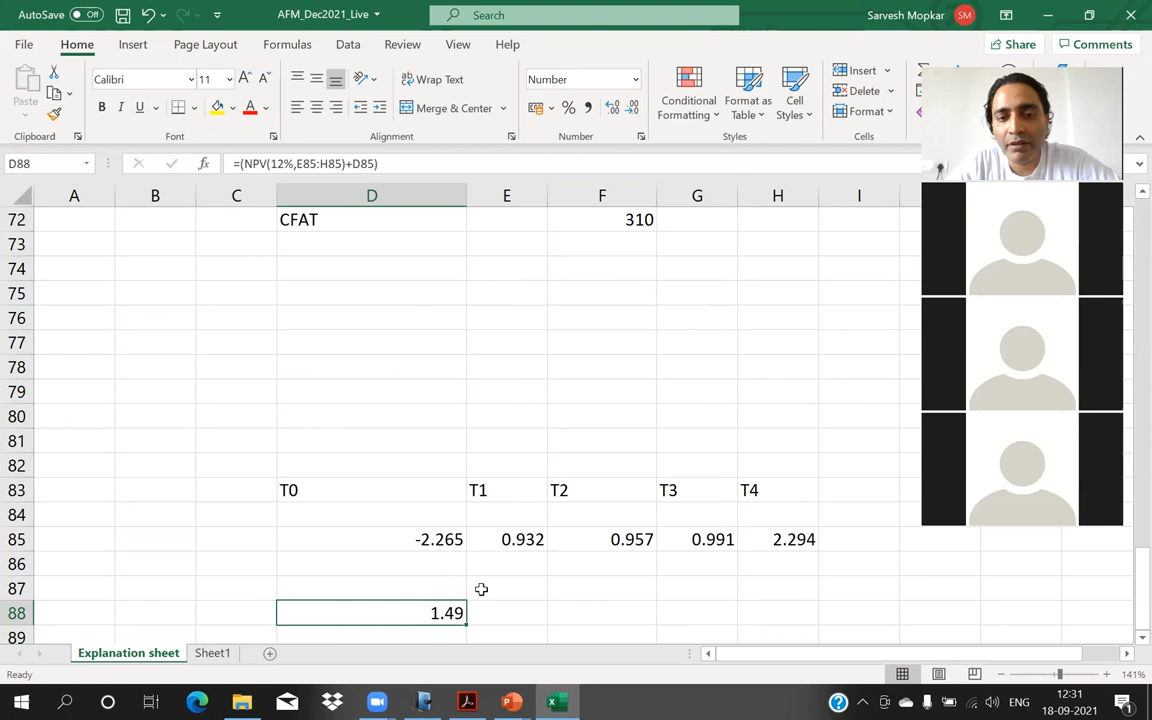 AutoSave Off AFM_Dec2021_Live Search Sarvesh Mopkar SM
File Home Insert Page Layout Formulas Data Review View Help Share Comments
Paste Calibri 11 A A Wrap Text Number Conditional Formatting Format as Table Cell Styles Insert
B I U A Merge & Center % Delete
Format
Clipboard Font Alignment Number Styles Cells
D88 fx =(NPV(12%,E85:H85)+D85)
A B C D E F G H I
72 CFAT 310
73
74
75
76
77
78
79
80
81
82
83 T0 T1 T2 T3 T4
84
85 -2.265 0.932 0.957 0.991 2.294
86
87
88 1.49
89
Explanation sheet Sheet1
Ready 141%
ENG 12:31
18-09-2021 1